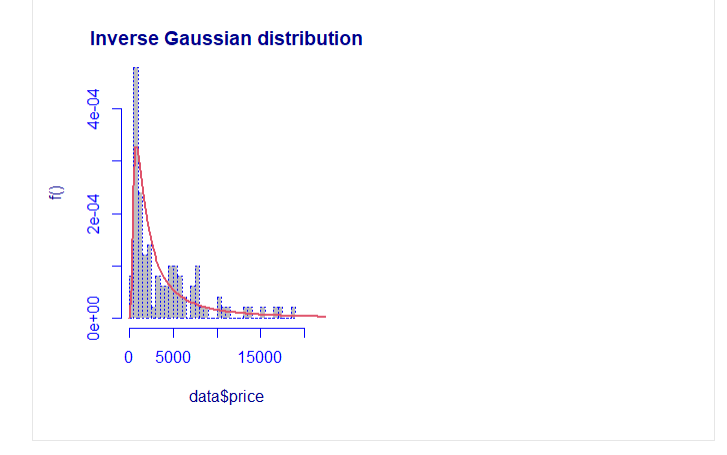 Inverse Gaussian distribution
4e-04
f()
2e-04
0e+00
0 5000 15000
data$price